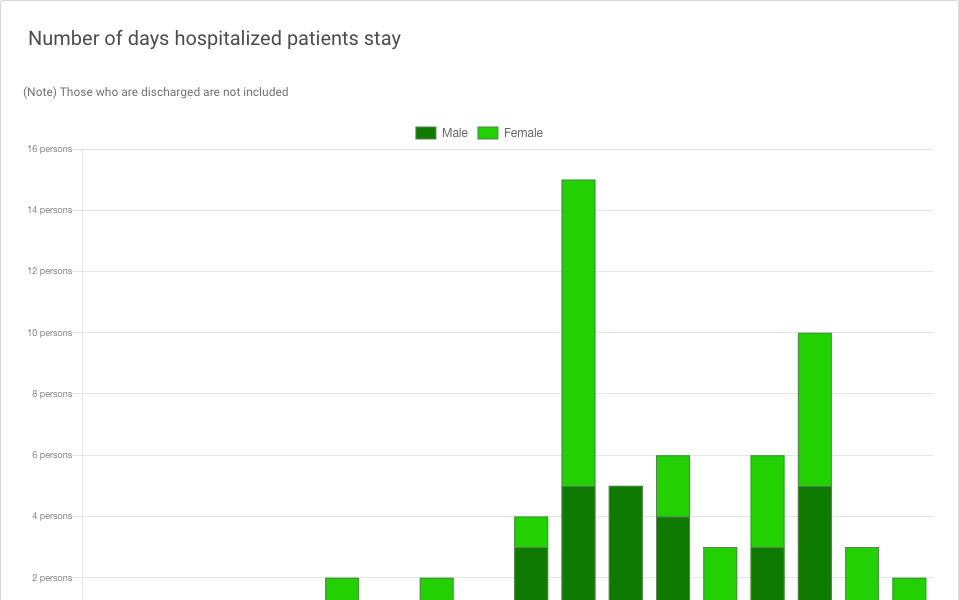 Number of days hospitalized patients stay
(Note) Those who are discharged are not included
Male Female
16 persons
14 persons
12 persons
10 persons
8 persons
6 persons
4 persons
2 persons